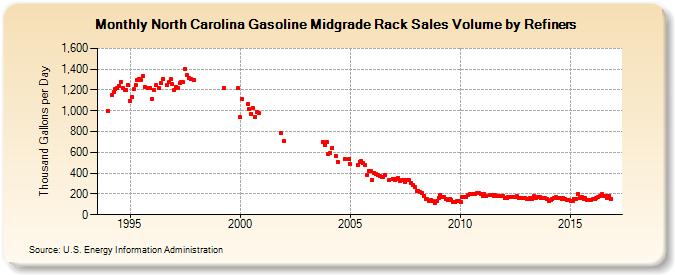 Monthly North Carolina Gasoline Midgrade Rack Sales Volume by Refiners
Thousand Gallons per Day
1,600
1,400
1,200
1,000
800
600
400
200
0
1995 2000 2005 2010 2015
Source: U.S. Energy Information Administration